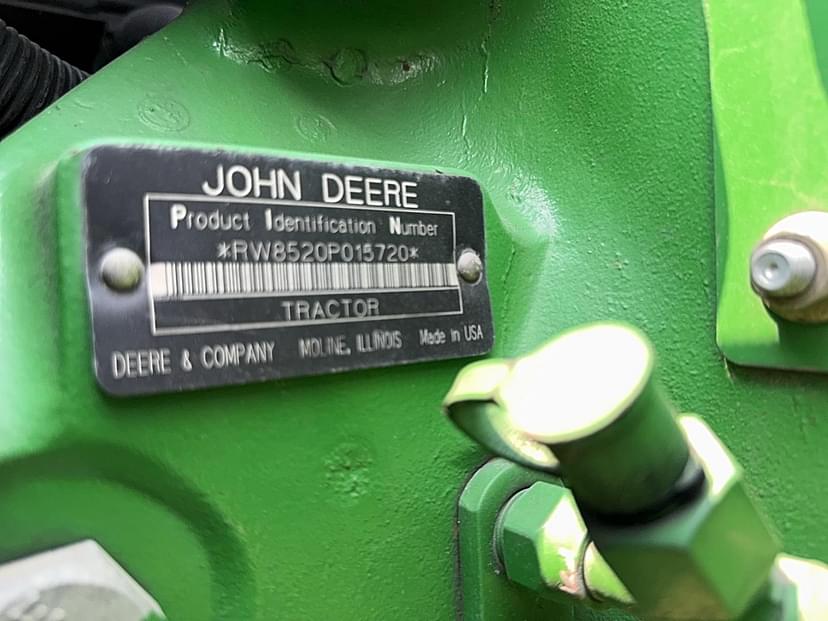 JOHN DEERE
Product Identification Number
*RW8520P015720*
TRACTOR
DEERE & COMPANY MOLINE, ILLINOIS Made in USA